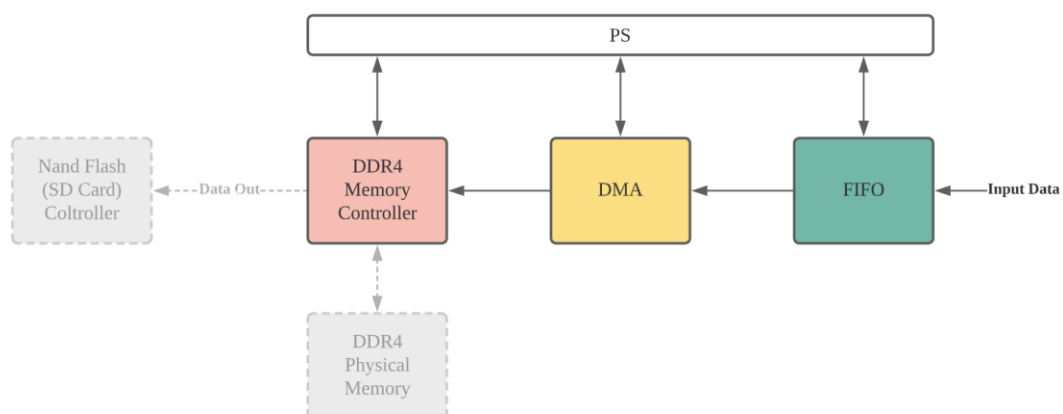 PS
Nand Flash
(SD Card)
Coltroller
Data Out
DDR4
Memory
Controller
DMA
FIFO
Input Data
DDR4
Physical
Memory